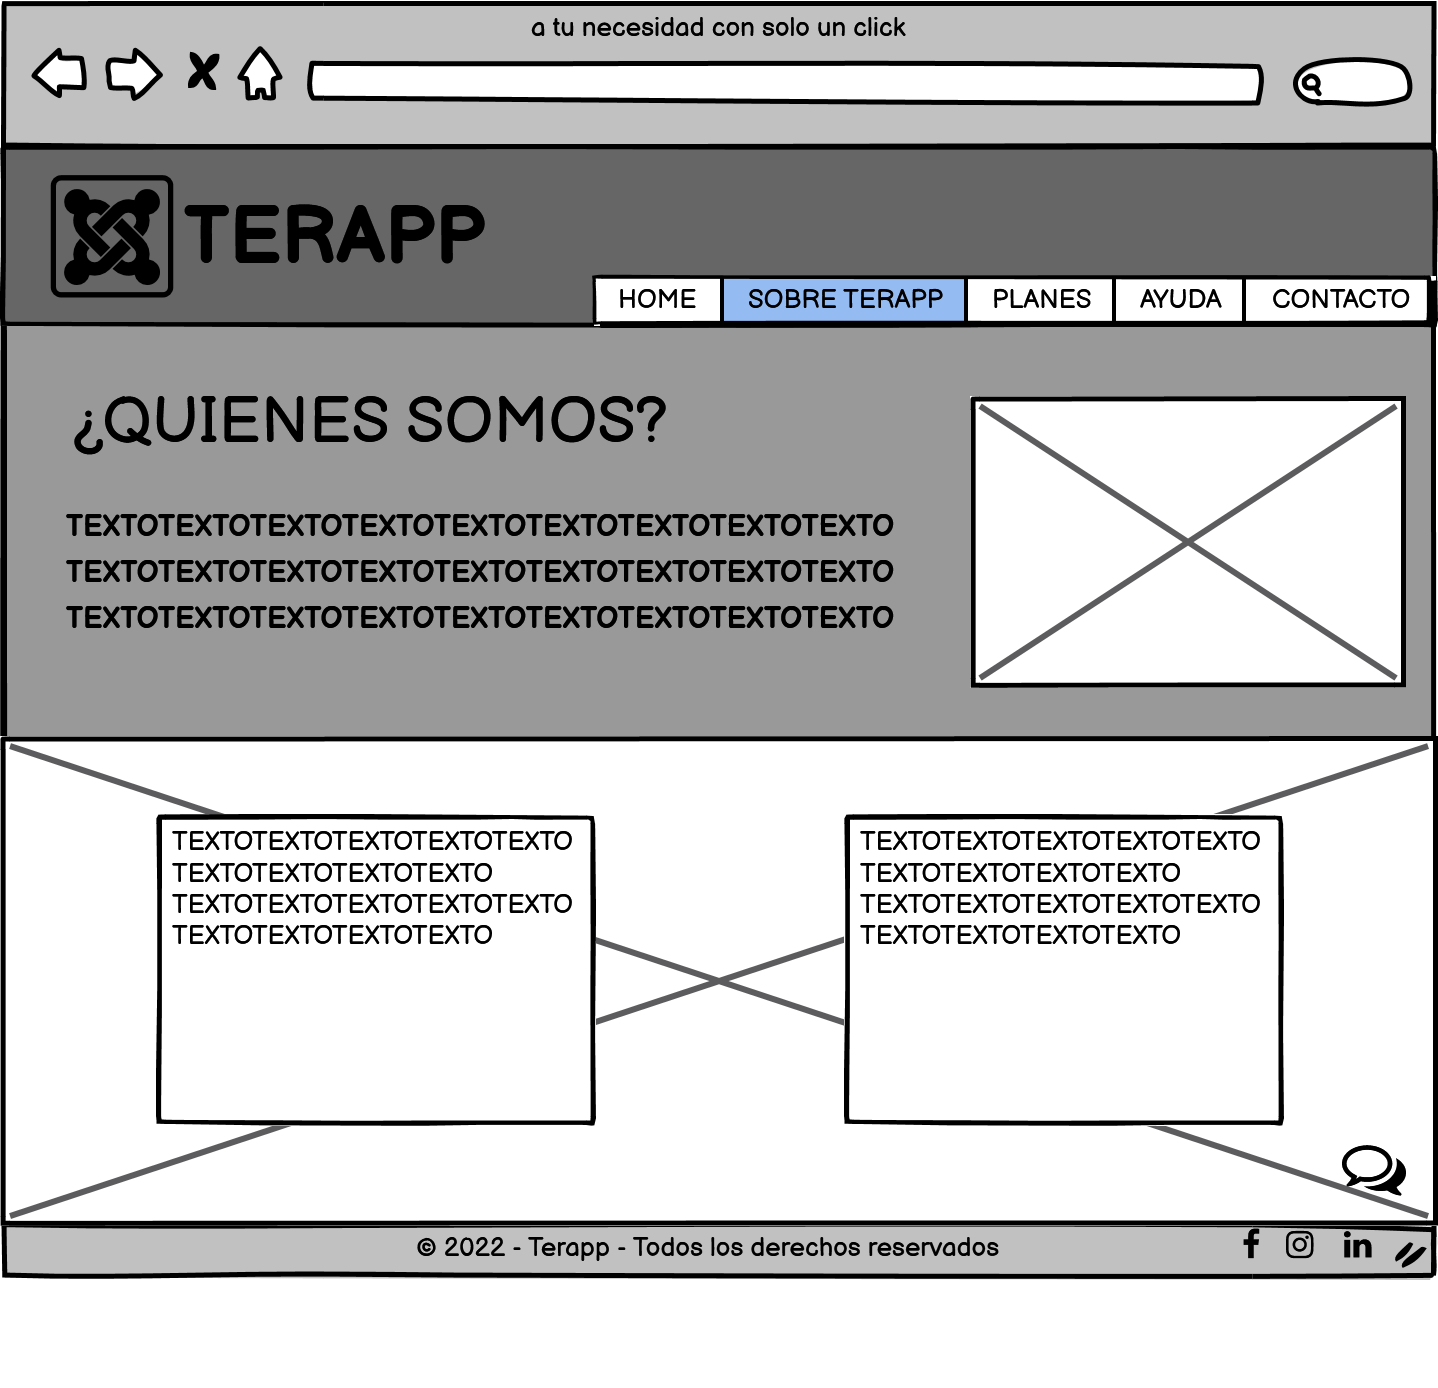 a tu necesidad con solo un click
TERAPP
HOME SOBRE TERAPP PLANES AYUDA CONTACTO
¿QUIENES SOMOS?
TEXTOTEXTOTEXTOTEXTOTEXTOTEXTOTEXTOTEXTOTEXTO
TEXTOTEXTOTEXTOTEXTOTEXTOTEXTOTEXTOTEXTOTEXTO
TEXTOTEXTOTEXTOTEXTOTEXTOTEXTOTEXTOTEXTOTEXTO
TEXTOTEXTOTEXTOTEXTOTEXTO
TEXTOTEXTOTEXTOTEXTO
TEXTOTEXTOTEXTOTEXTOTEXTO
TEXTOTEXTOTEXTOTEXTO
TEXTOTEXTOTEXTOTEXTOTEXTO
TEXTOTEXTOTEXTOTEXTO
TEXTOTEXTOTEXTOTEXTOTEXTO
TEXTOTEXTOTEXTOTEXTO
© 2022 - Terapp - Todos los derechos reservados